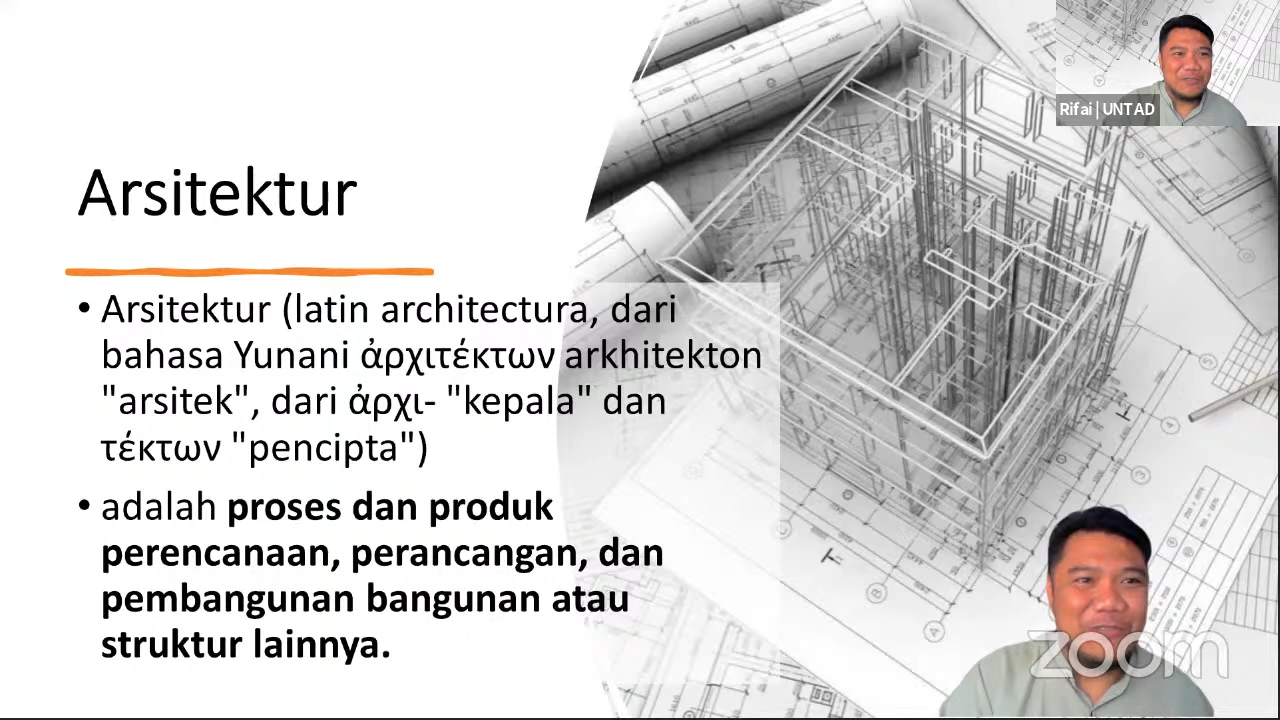 Rifai | UNTAD
Arsitektur
• Arsitektur (latin architectura, dari
bahasa Yunani ἀρχιτέκτων arkhitekton
"arsitek", dari ἀρχι- "kepala" dan
τέκτων "pencipta")
• adalah proses dan produk
perencanaan, perancangan, dan
pembangunan bangunan atau
struktur lainnya.
zoom